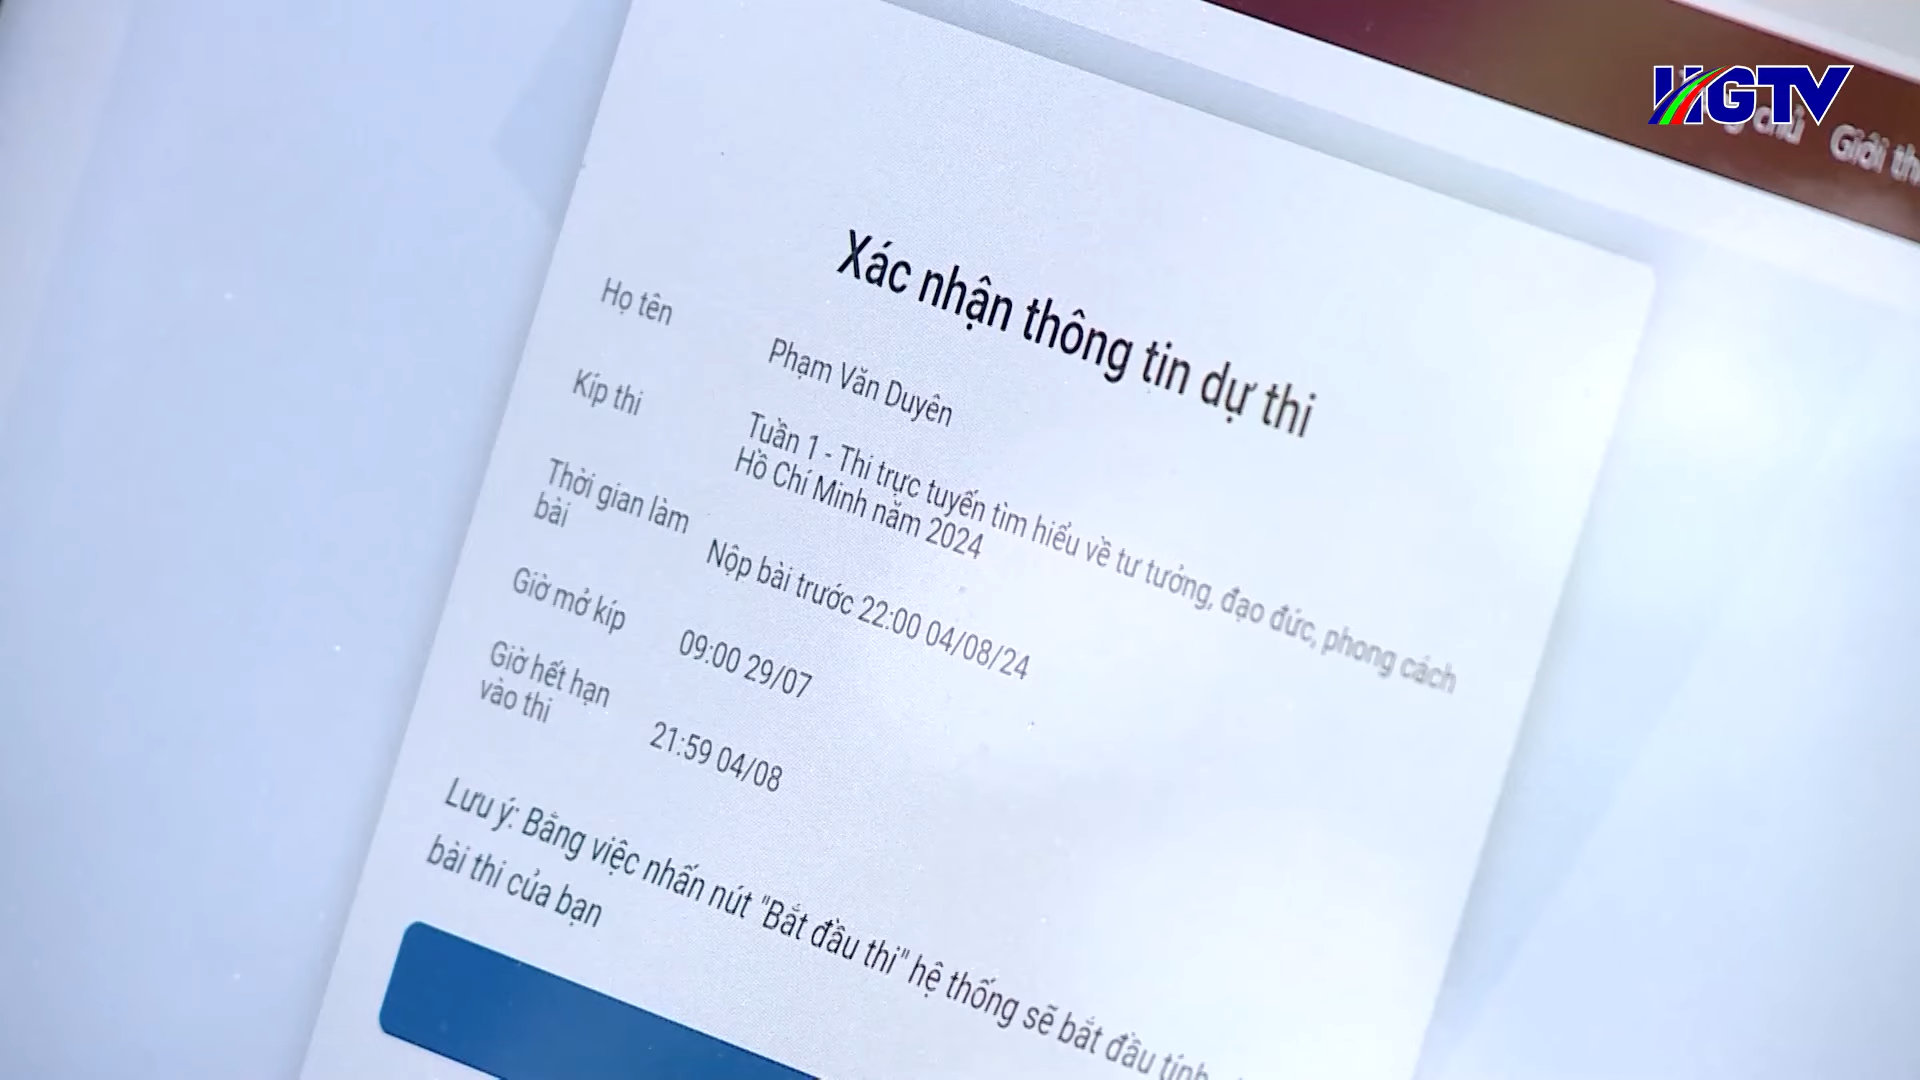 HGTV
chủ Giới
Xác nhận thông tin dự thi
Họ tên
Phạm Văn Duyên
Kíp thi
Tuần 1 - Thi trực tuyến tìm hiểu về tư tưởng, đạo đức, phong cách
Hồ Chí Minh năm 2024
Thời gian làm
bài
Nộp bài trước 22:00 04/08/24
Giờ mở kíp
09:00 29/07
Giờ hết hạn
vào thi
21:59 04/08
Lưu ý: Bằng việc nhấn nút "Bắt đầu thi" hệ thống sẽ bắt đầu tính
bài thi của bạn